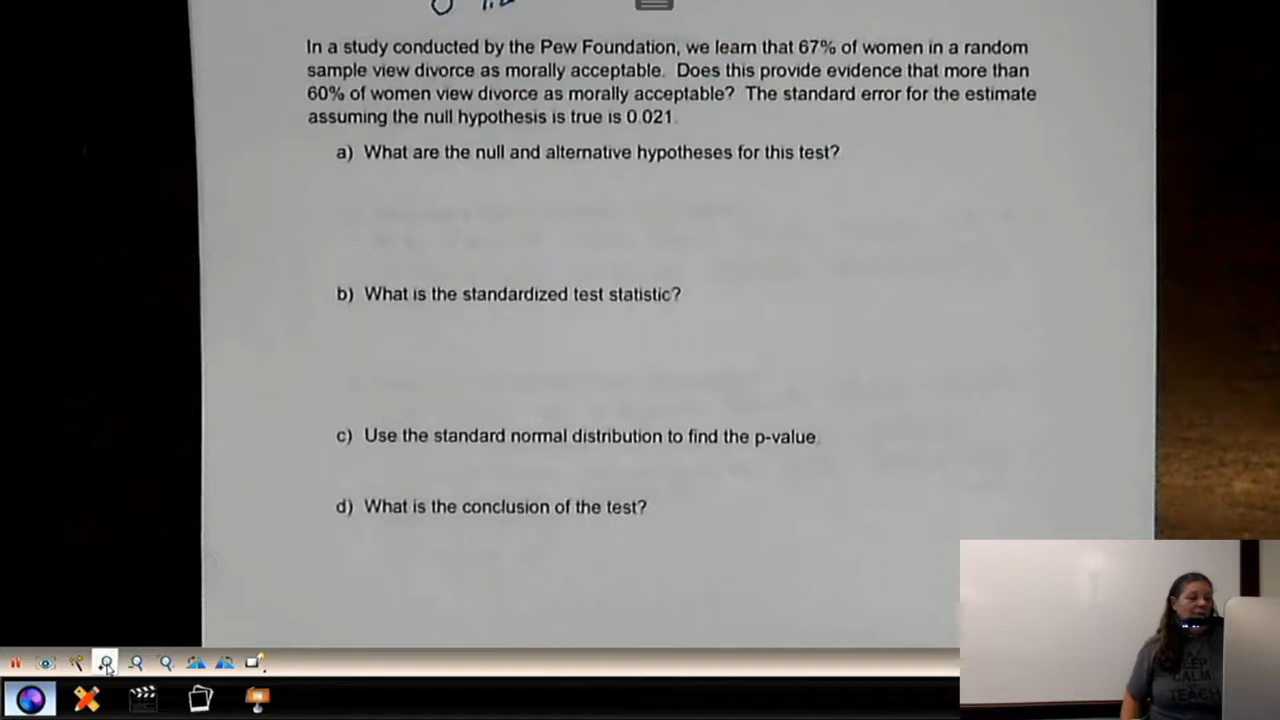 In a study conducted by the Pew Foundation, we learn that 67% of women in a random
sample view divorce as morally acceptable. Does this provide evidence that more than
60% of women view divorce as morally acceptable? The standard error for the estimate
assuming the null hypothesis is true is 0.021.
a) What are the null and alternative hypotheses for this test?
b) What is the standardized test statistic?
c) Use the standard normal distribution to find the p-value.
d) What is the conclusion of the test?
KEEP
CALM
TEACH